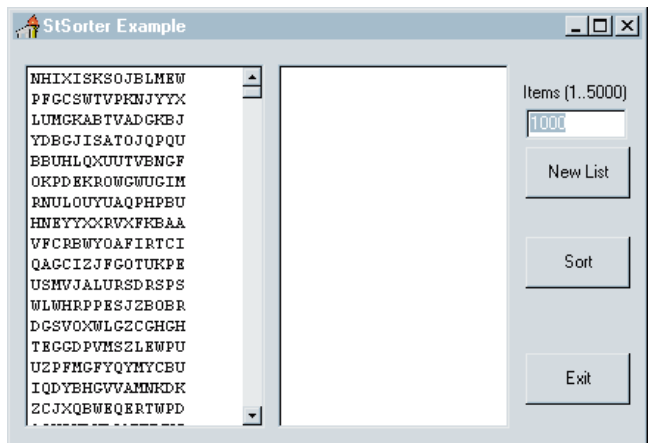 StSorter Example
NHIXISKSOJBLMEW
PFGCSWTVPKNJYYX
LUMGKABTVADGKBJ
YDBGJISATOJQPQU
BBUHLQXUUTVBNGF
OKPDEKROWGWUGIM
RNULOUYUAQPHPBU
HNEYYXXRVXFKBAA
VFCRBWYOAFIRTCI
QAGCIZJFGOTUKPE
USMVJALURSDRSPS
WLWHRPPESJZBOBR
DGSVOXWLGZCGHGH
TEGGDPVMSZLEWPU
UZPFMGFYQYMYCBU
IQDYBHGVVAMNKDK
ZCJXQBWEQERTWPD
Items (1..5000)
1000
New List
Sort
Exit